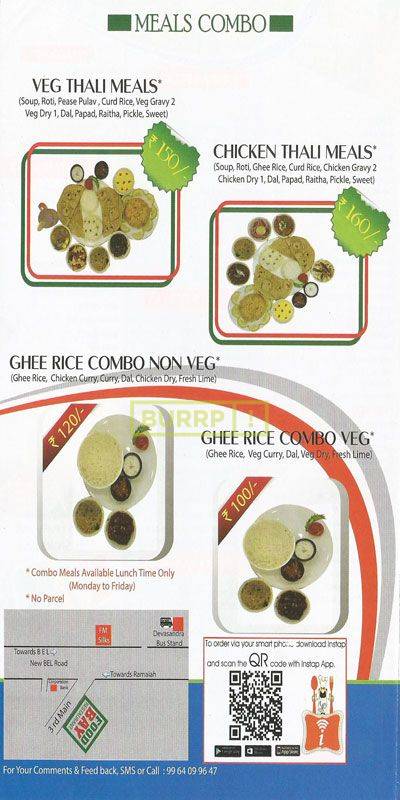 MEALS COMBO
VEG THALI MEALS*
(Soup, Roti, Pease Pulav , Curd Rice, Veg Gravy 2
Veg Dry 1, Dal, Papad, Raitha, Pickle, Sweet)
₹ 150/-
CHICKEN THALI MEALS*
(Soup, Roti, Ghee Rice, Curd Rice, Chicken Gravy 2
Chicken Dry 1, Dal, Papad, Raitha, Pickle, Sweet)
₹ 160/-
GHEE RICE COMBO NON VEG*
(Ghee Rice, Chicken Curry, Curry, Dal, Chicken Dry, Fresh Lime)
₹ 120/-
BURRP!
GHEE RICE COMBO VEG*
(Ghee Rice, Veg Curry, Dal, Veg Dry, Fresh Lime)
₹ 100/-
* Combo Meals Available Lunch Time Only
(Monday to Friday)
* No Parcel
FM
Silks
Devasandra
Bus Stand
Towards B E L
New BEL Road
Towards Ramaiah
Corporation
Bank
3 rd Main
FOOD
BAY
To order via your smart download Instap
and scan the QR code with Instap App.
For Your Comments & Feed back, SMS or Call : 99 64 09 96 47